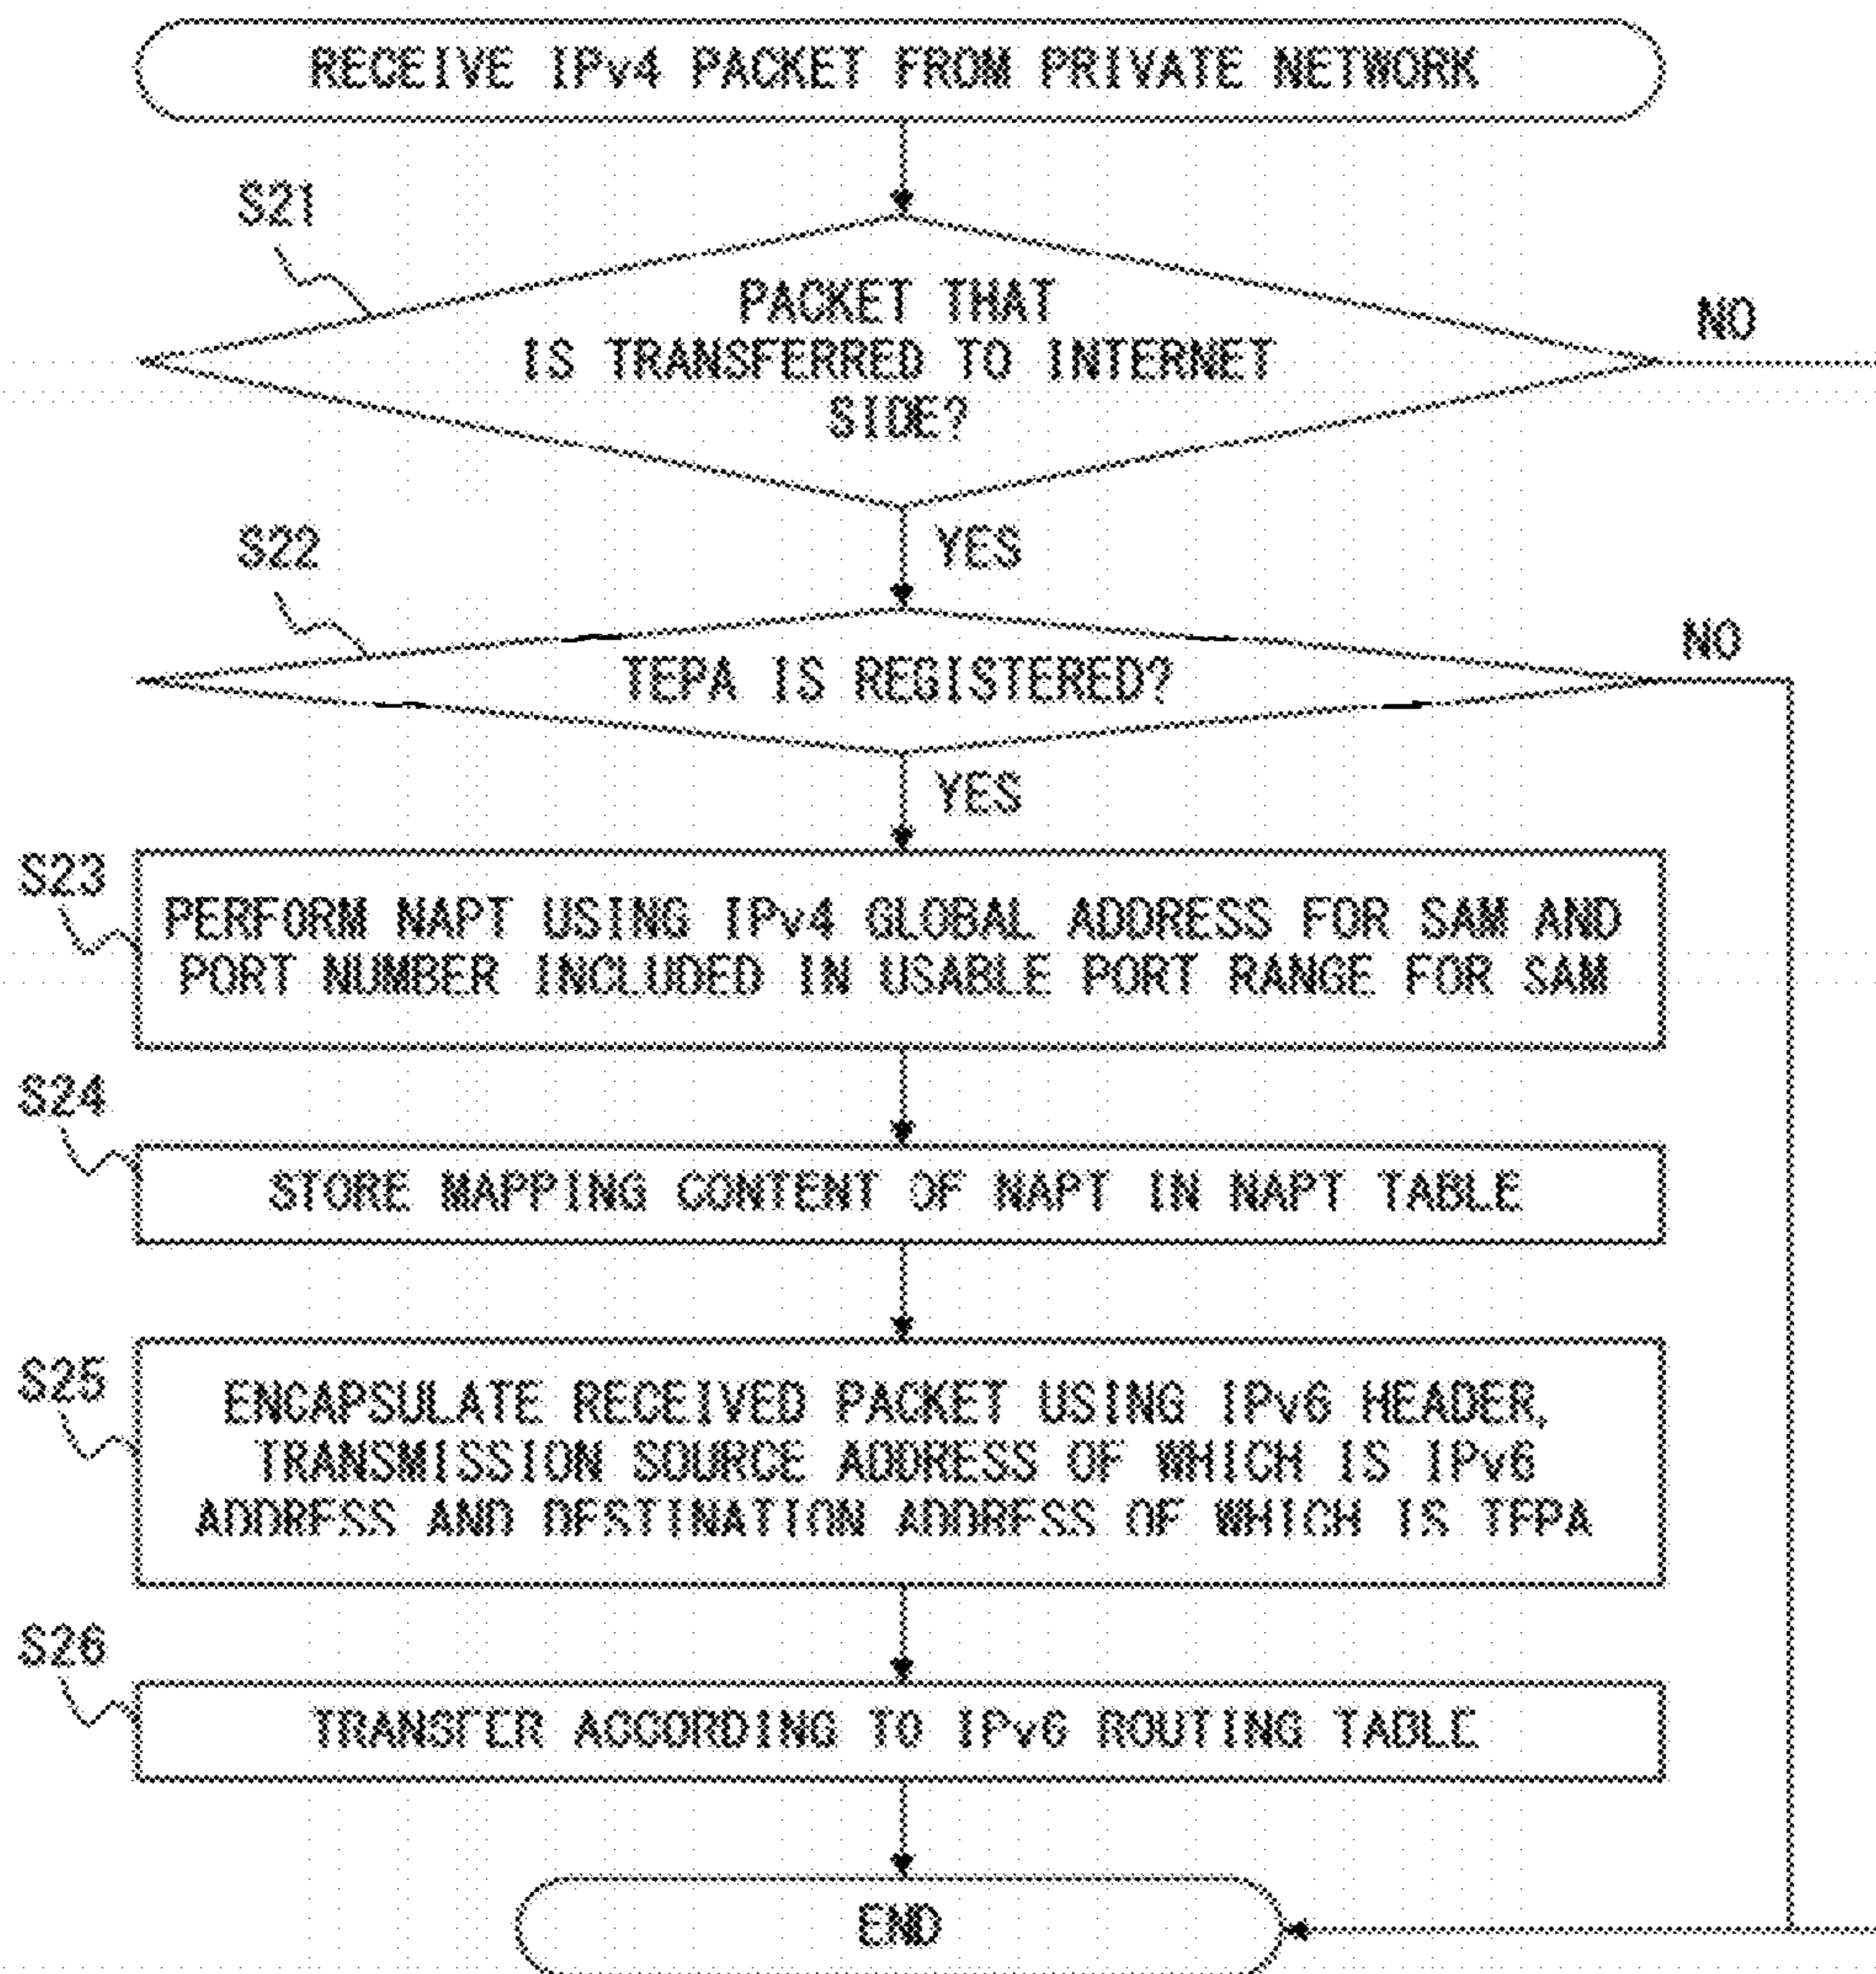 RECEIVE IPv4 PACKET FROM PRIVATE NETWORK
S21
PACKET THAT
IS TRANSFERRED TO INTERNET
SIDE?
NO
YES
S22
TEPA IS REGISTERED?
NO
YES
S23
PERFORM NAPT USING IPv4 GLOBAL ADDRESS FOR SAM AND
PORT NUMBER INCLUDED IN USABLE PORT RANGE FOR SAM
S24
STORE MAPPING CONTENT OF NAPT IN NAPT TABLE
S25
ENCAPSULATE RECEIVED PACKET USING IPv6 HEADER,
TRANSMISSION SOURCE ADDRESS OF WHICH IS IPv6
ADDRESS AND DESTINATION ADDRESS OF WHICH IS TEPA
S26
TRANSFER ACCORDING TO IPv6 ROUTING TABLE
END